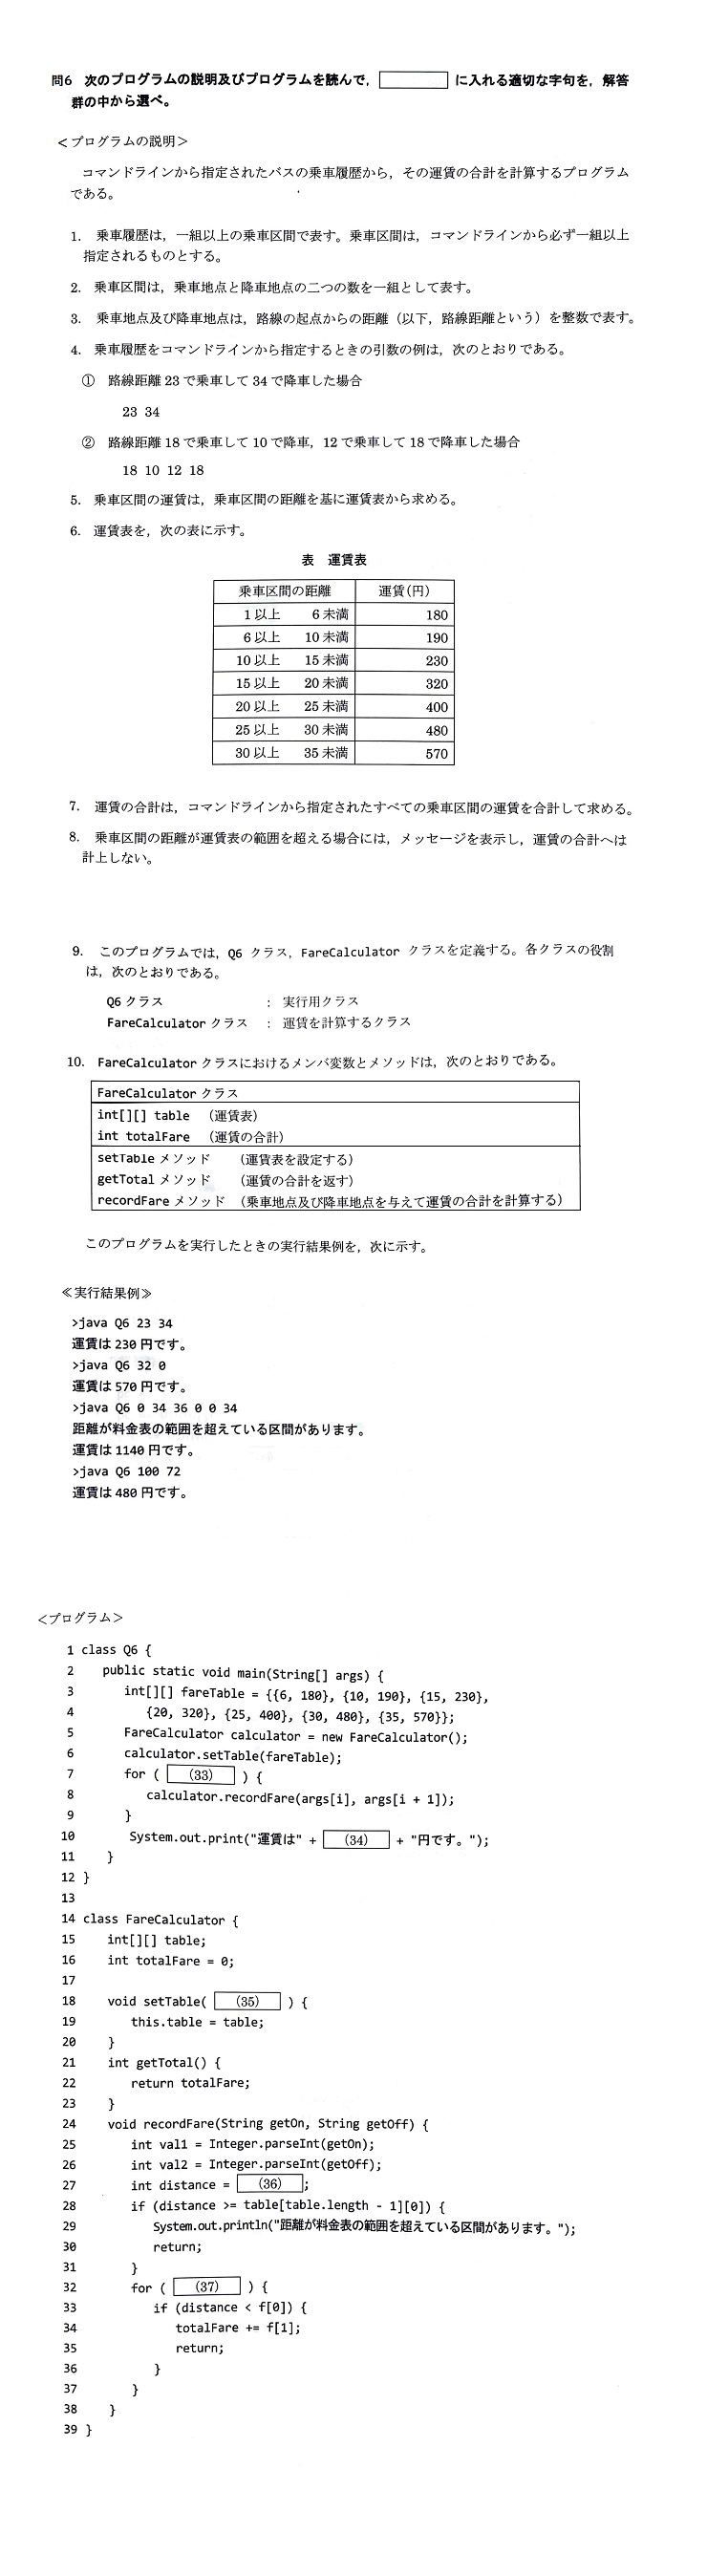 問6 次のプログラムの説明及びプログラムを読んで， に入れる適切な字句を，解答
群の中から選べ。
＜プログラムの説明＞
コマンドラインから指定されたバスの乗車履歴から，その運賃の合計を計算するプログラム
である。
1. 乗車履歴は，一組以上の乗車区間で表す。乗車区間は，コマンドラインから必ず一組以上
指定されるものとする。
2. 乗車区間は，乗車地点と降車地点の二つの数を一組として表す。
3. 乗車地点及び降車地点は，路線の起点からの距離（以下，路線距離という）を整数で表す。
4. 乗車履歴をコマンドラインから指定するときの引数の例は，次のとおりである。
① 路線距離 23 で乗車して 34 で降車した場合
23 34
② 路線距離 18 で乗車して 10 で降車，12 で乗車して 18 で降車した場合
18 10 12 18
5. 乗車区間の運賃は，乗車区間の距離を基に運賃表から求める。
6. 運賃表を，次の表に示す。
表 運賃表
乗車区間の距離 運賃(円)
1 以上 6 未満 180
6 以上 10 未満 190
10 以上 15 未満 230
15 以上 20 未満 320
20 以上 25 未満 400
25 以上 30 未満 480
30 以上 35 未満 570
7. 運賃の合計は，コマンドラインから指定されたすべての乗車区間の運賃を合計して求める。
8. 乗車区間の距離が運賃表の範囲を超える場合には，メッセージを表示し，運賃の合計へは
計上しない。
9. このプログラムでは，Q6 クラス，FareCalculator クラスを定義する。各クラスの役割
は，次のとおりである。
Q6 クラス ： 実行用クラス
FareCalculator クラス ： 運賃を計算するクラス
10. FareCalculator クラスにおけるメンバ変数とメソッドは，次のとおりである。
FareCalculator クラス
int[][] table （運賃表）
int totalFare （運賃の合計）
setTable メソッド （運賃表を設定する）
getTotal メソッド （運賃の合計を返す）
recordFare メソッド （乗車地点及び降車地点を与えて運賃の合計を計算する）
このプログラムを実行したときの実行結果例を，次に示す。
≪実行結果例≫
>java Q6 23 34
運賃は 230 円です。
>java Q6 32 0
運賃は 570 円です。
>java Q6 0 34 36 0 0 34
距離が料金表の範囲を超えている区間があります。
運賃は 1140 円です。
>java Q6 100 72
運賃は 480 円です。
＜プログラム＞
1 class Q6 {
2 public static void main(String[] args) {
3 int[][] fareTable = {{6, 180}, {10, 190}, {15, 230},
4 {20, 320}, {25, 400}, {30, 480}, {35, 570}};
5 FareCalculator calculator = new FareCalculator();
6 calculator.setTable(fareTable);
7 for ( (33) ) {
8 calculator.recordFare(args[i], args[i + 1]);
9 }
10 System.out.print("運賃は" + (34) + "円です。");
11 }
12 }
13
14 class FareCalculator {
15 int[][] table;
16 int totalFare = 0;
17
18 void setTable( (35) ) {
19 this.table = table;
20 }
21 int getTotal() {
22 return totalFare;
23 }
24 void recordFare(String getOn, String getOff) {
25 int val1 = Integer.parseInt(getOn);
26 int val2 = Integer.parseInt(getOff);
27 int distance = (36) ;
28 if (distance >= table[table.length - 1][0]) {
29 System.out.println("距離が料金表の範囲を超えている区間があります。");
30 return;
31 }
32 for ( (37) ) {
33 if (distance < f[0]) {
34 totalFare += f[1];
35 return;
36 }
37 }
38 }
39 }